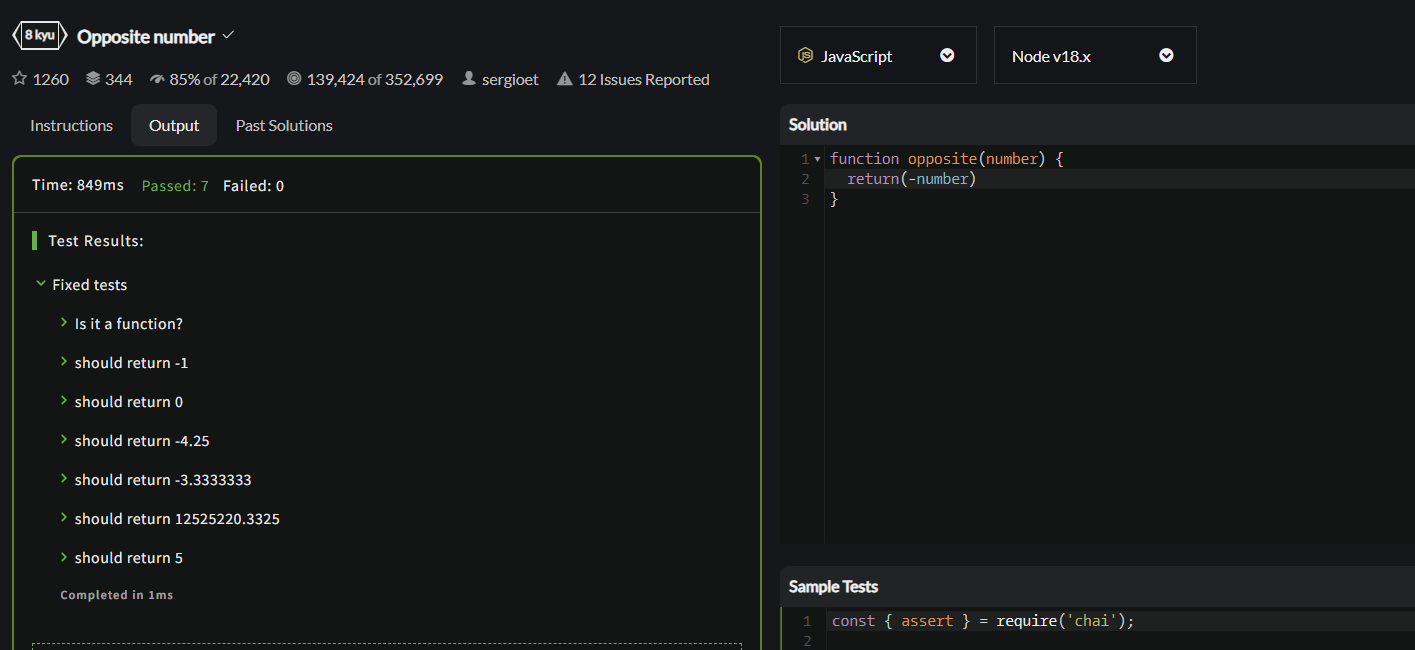 8 kyu Opposite number
1260 344 85% of 22,420 139,424 of 352,699 sergioet 12 Issues Reported
Instructions Output Past Solutions
Time: 849ms Passed: 7 Failed: 0
Test Results:
Fixed tests
Is it a function?
should return -1
should return 0
should return -4.25
should return -3.3333333
should return 12525220.3325
should return 5
Completed in 1ms
JS JavaScript Node v18.x
Solution
1 function opposite(number) {
2 return(-number)
3 }
Sample Tests
1 const { assert } = require('chai');
2